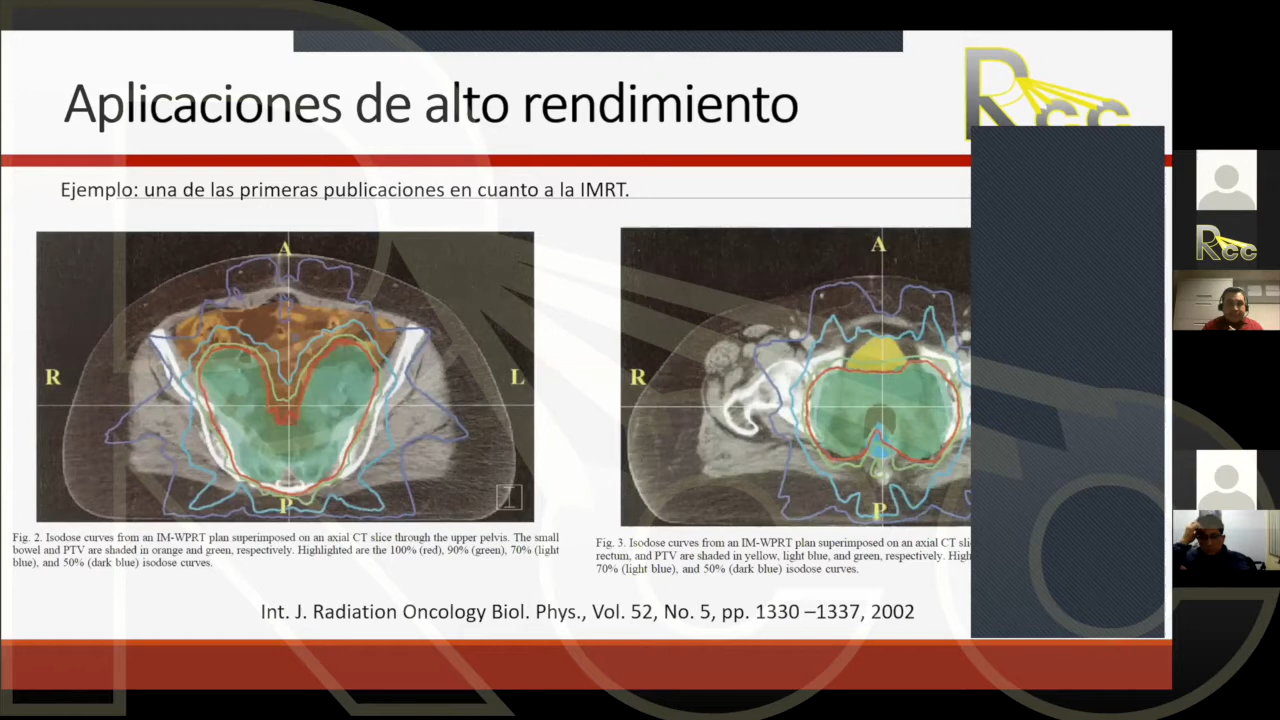 Aplicaciones de alto rendimiento
Rcc
Ejemplo: una de las primeras publicaciones en cuanto a la IMRT.
A
R
L
P
I
A
R
P
Fig. 2. Isodose curves from an IM-WPRT plan superimposed on an axial CT slice through the upper pelvis. The small
bowel and PTV are shaded in orange and green, respectively. Highlighted are the 100% (red), 90% (green), 70% (light
blue), and 50% (dark blue) isodose curves.
Fig. 3. Isodose curves from an IM-WPRT plan superimposed on an axial CT
rectum, and PTV are shaded in yellow, light blue, and green, respectively.
70% (light blue), and 50% (dark blue) isodose curves.
Int. J. Radiation Oncology Biol. Phys., Vol. 52, No. 5, pp. 1330 –1337, 2002
Rcc